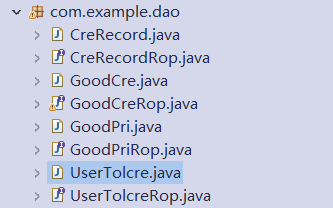 com.example.dao
CreRecord.java
CreRecordRop.java
GoodCre.java
GoodCreRop.java
GoodPri.java
GoodPriRop.java
UserTolcre.java
UserTolcreRop.java